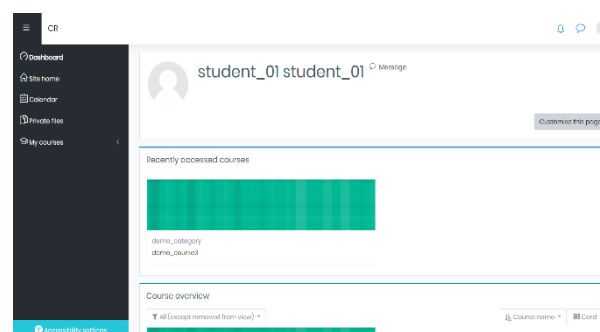 CR
Dashboard
Site home
Calendar
Private files
My courses
student_01 student_01
Message
Customise this page
Recently accessed courses
demo_category
demo_course3
Course overview
All (except removed from view)
Course name
Card
Accessibility settings